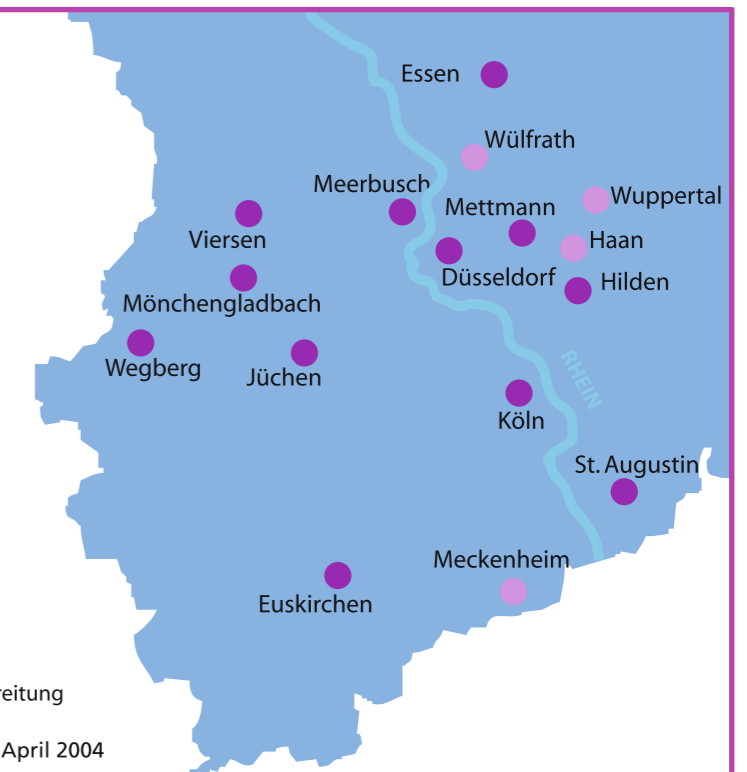 Essen
Wülfrath
Meerbusch
Wuppertal
Mettmann
Viersen
Haan
Düsseldorf
Hilden
Mönchengladbach
Wegberg
Jüchen
RHEIN
Köln
St. Augustin
Meckenheim
Euskirchen
reitung
April 2004